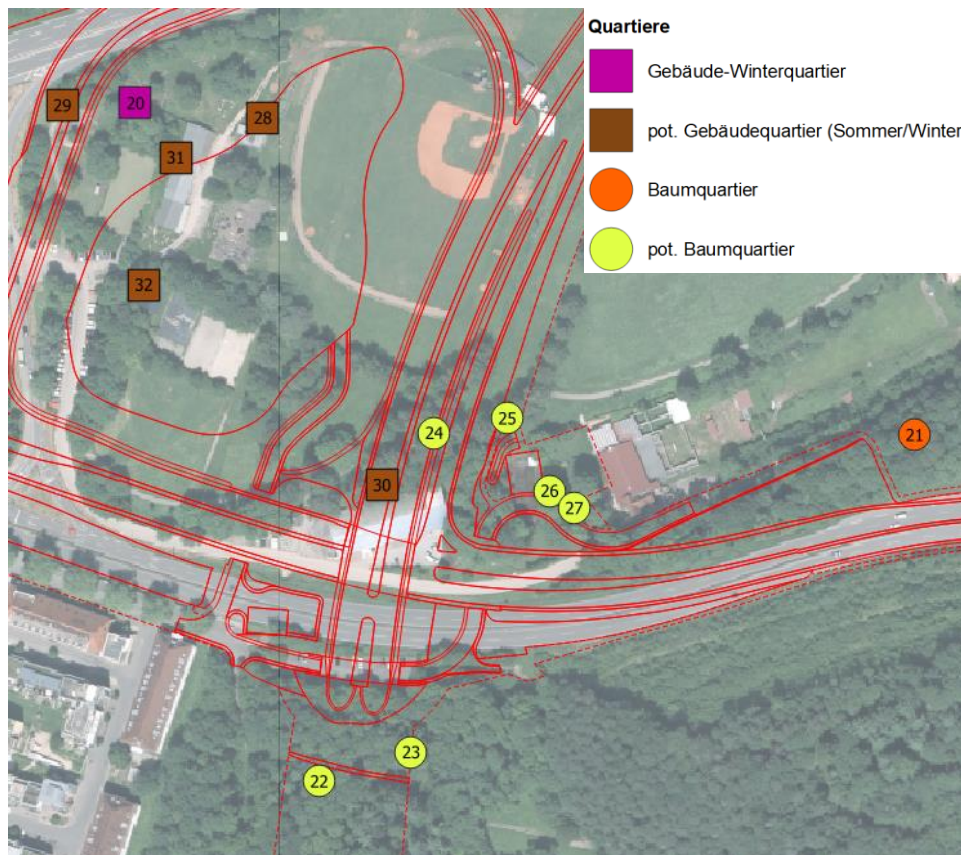 Quartiere
Gebäude-Winterquartier
pot. Gebäudequartier (Sommer/Winter
Baumquartier
pot. Baumquartier
29
20
28
31
32
24
25
21
30
26
27
23
22